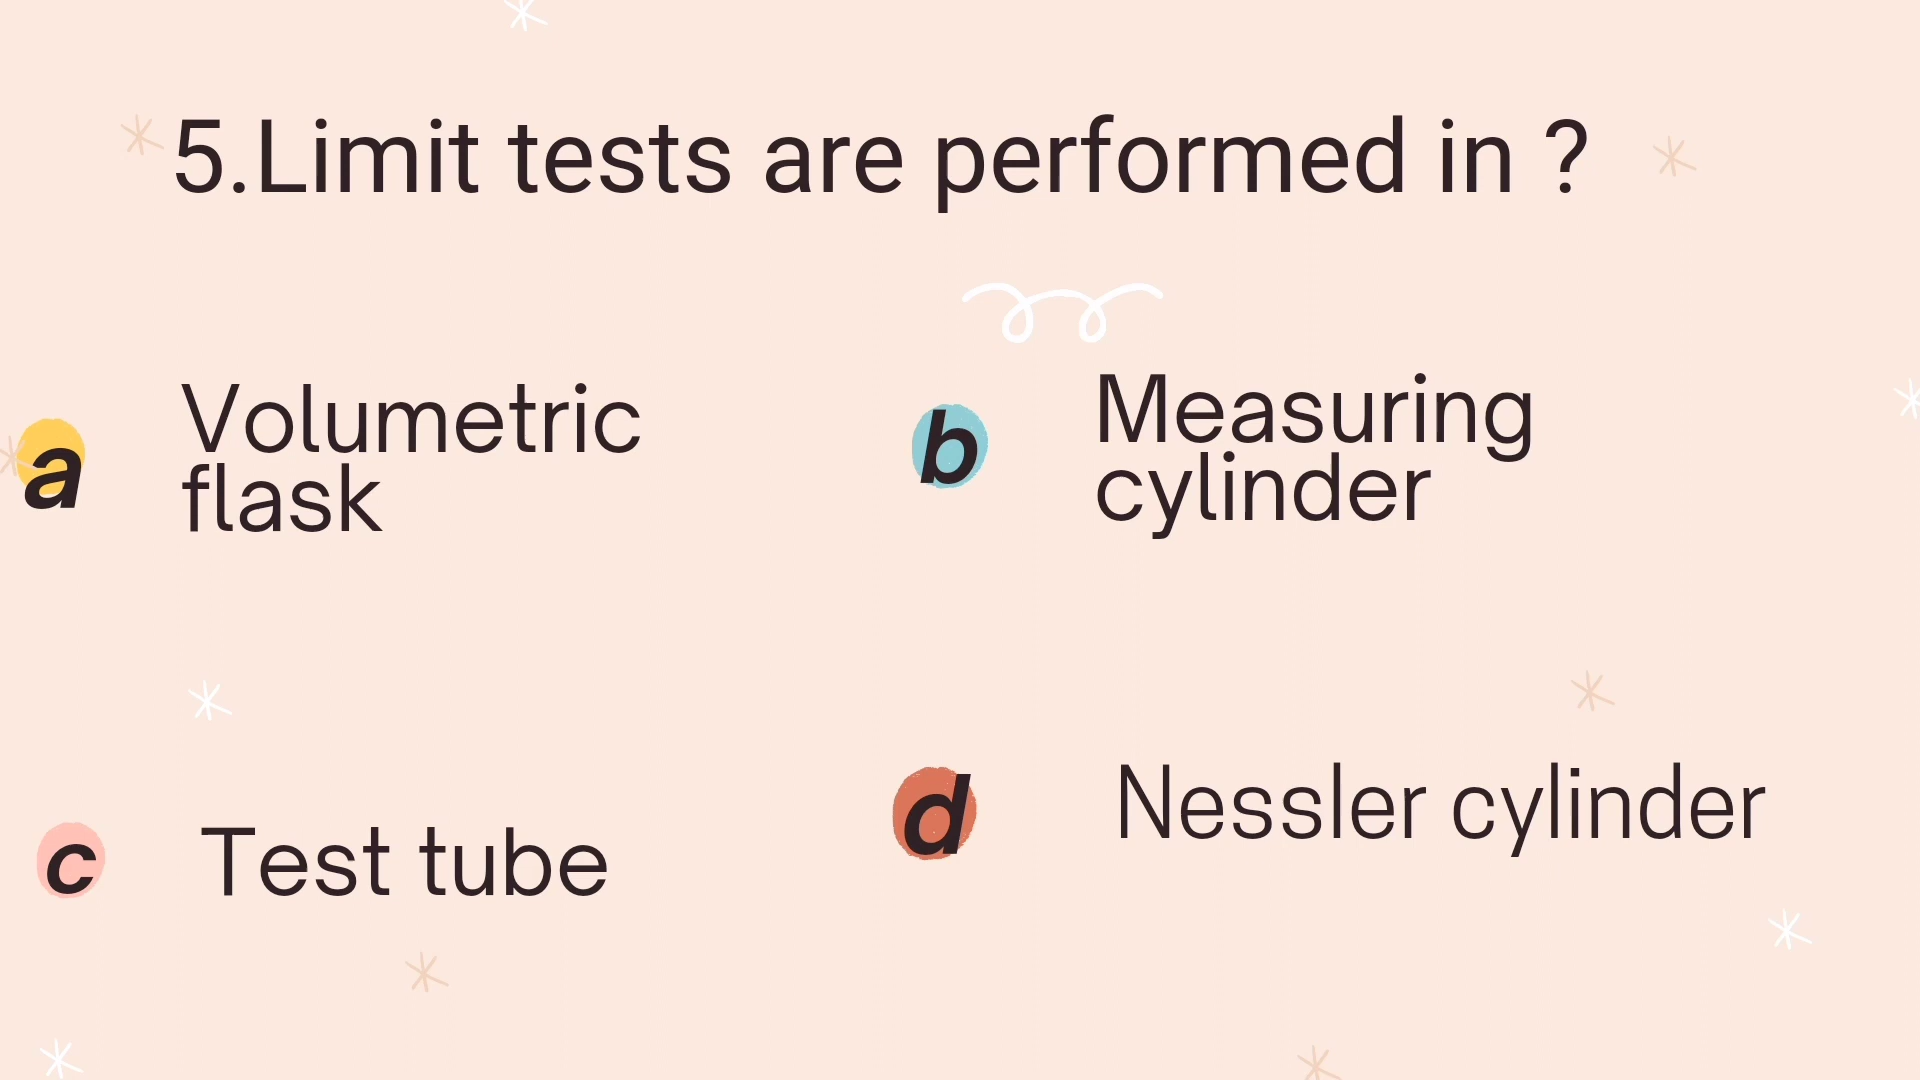 5.Limit tests are performed in ?
a Volumetric
flask
b Measuring
cylinder
c Test tube
d Nessler cylinder